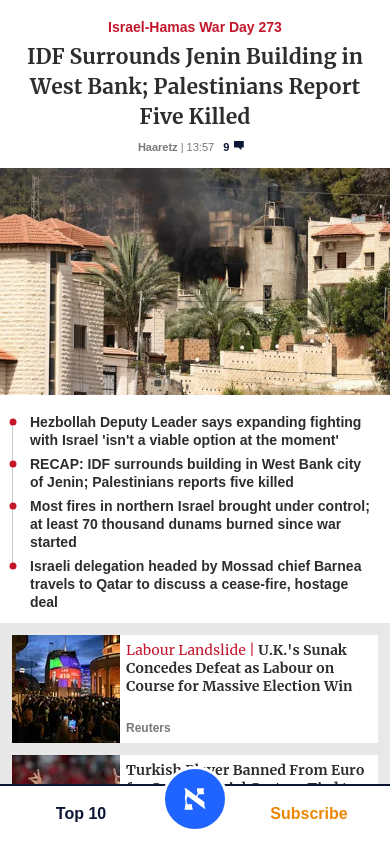 Israel-Hamas War Day 273
IDF Surrounds Jenin Building in
West Bank; Palestinians Report
Five Killed
Haaretz | 13:57 9
Hezbollah Deputy Leader says expanding fighting
with Israel 'isn't a viable option at the moment'
RECAP: IDF surrounds building in West Bank city
of Jenin; Palestinians reports five killed
Most fires in northern Israel brought under control;
at least 70 thousand dunams burned since war
started
Israeli delegation headed by Mossad chief Barnea
travels to Qatar to discuss a cease-fire, hostage
deal
Labour Landslide | U.K.'s Sunak
Concedes Defeat as Labour on
Course for Massive Election Win
Reuters
Turkish Player Banned From Euro
Top 10
Subscribe